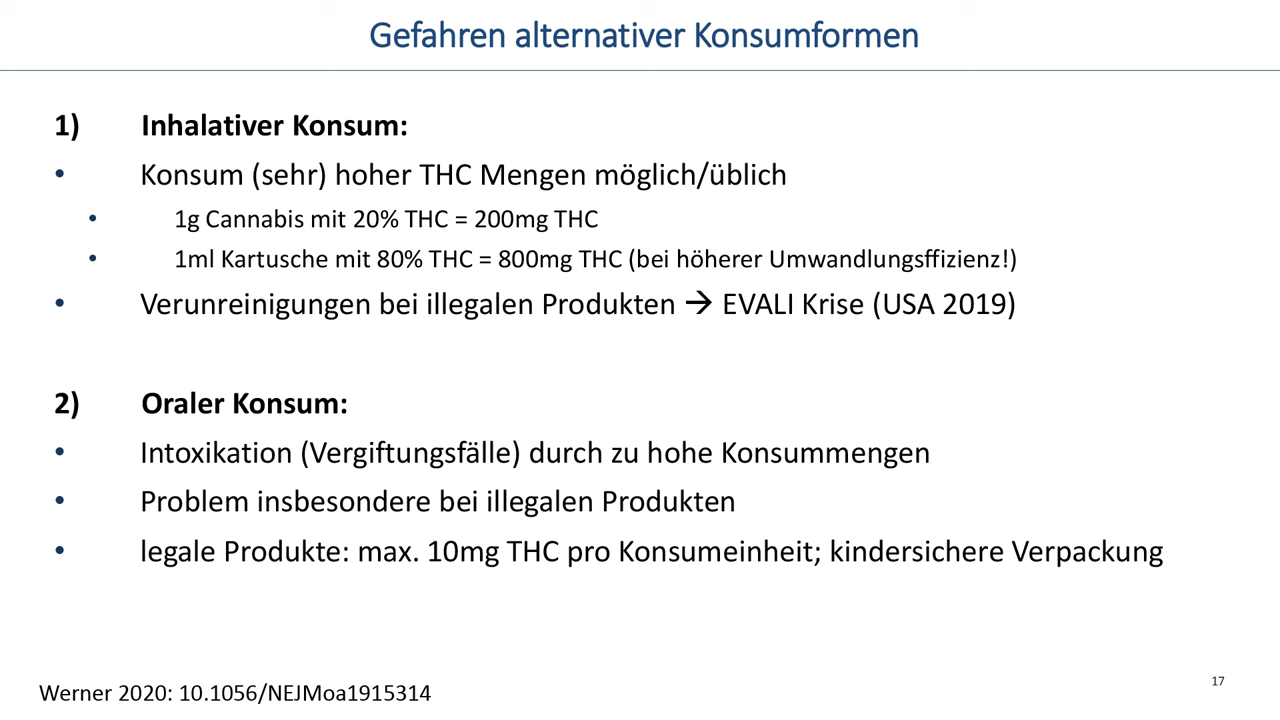 Gefahren alternativer Konsumformen
1) Inhalativer Konsum:
• Konsum (sehr) hoher THC Mengen möglich/üblich
• 1g Cannabis mit 20% THC = 200mg THC
• 1ml Kartusche mit 80% THC = 800mg THC (bei höherer Umwandlungsffizienz!)
• Verunreinigungen bei illegalen Produkten → EVALI Krise (USA 2019)
2) Oraler Konsum:
• Intoxikation (Vergiftungsfälle) durch zu hohe Konsummengen
• Problem insbesondere bei illegalen Produkten
• legale Produkte: max. 10mg THC pro Konsumeinheit; kindersichere Verpackung
17
Werner 2020: 10.1056/NEJMoa1915314